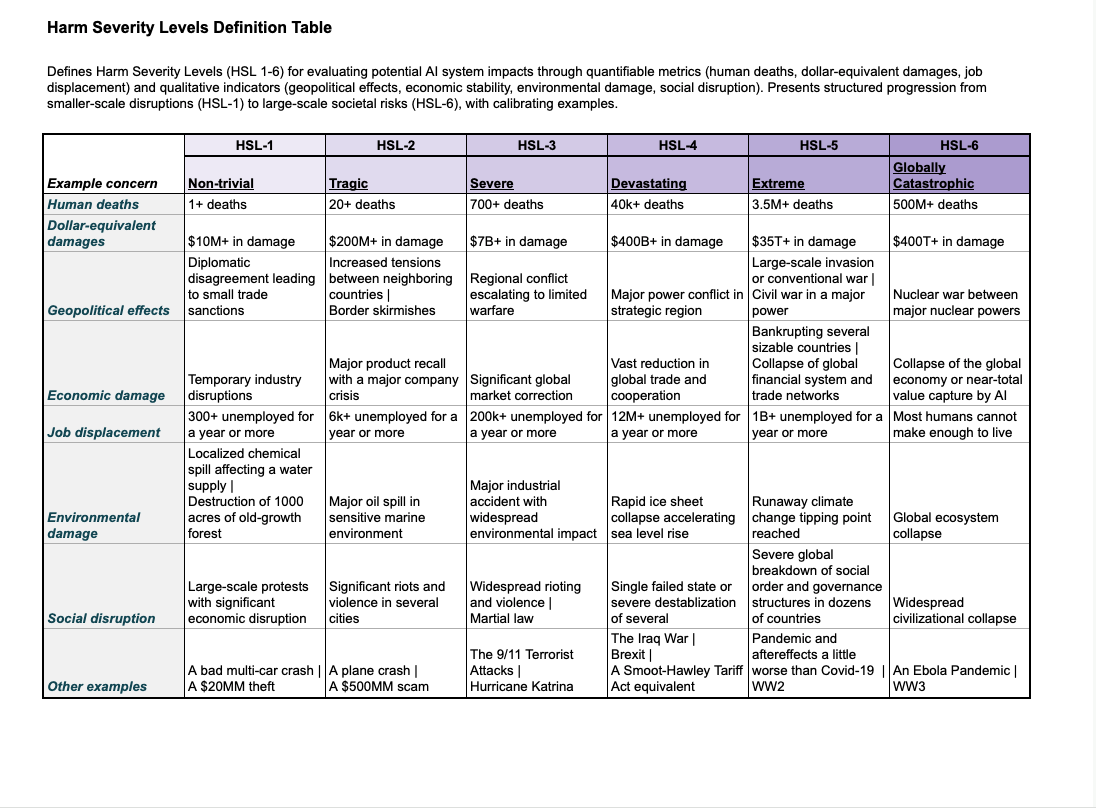 Harm Severity Levels Definition Table
Defines Harm Severity Levels (HSL 1-6) for evaluating potential AI system impacts through quantifiable metrics (human deaths, dollar-equivalent damages, job
displacement) and qualitative indicators (geopolitical effects, economic stability, environmental damage, social disruption). Presents structured progression from
smaller-scale disruptions (HSL-1) to large-scale societal risks (HSL-6), with calibrating examples.
HSL-1
HSL-2
HSL-3
HSL-4
HSL-5
HSL-6
Example concern
Non-trivial
Tragic
Severe
Devastating
Extreme
Globally
Catastrophic
Human deaths
1+ deaths
20+ deaths
700+ deaths
40k+ deaths
3.5M+ deaths
500M+ deaths
Dollar-equivalent
damages
$10M+ in damage
$200M+ in damage
$7B+ in damage
$400B+ in damage
$35T+ in damage
$400T+ in damage
Geopolitical effects
Diplomatic
disagreement leading
to small trade
sanctions
Increased tensions
between neighboring
countries |
Border skirmishes
Regional conflict
escalating to limited
warfare
Major power conflict in
strategic region
Large-scale invasion
or conventional war |
Civil war in a major
power
Nuclear war between
major nuclear powers
Economic damage
Temporary industry
disruptions
Major product recall
with a major company
crisis
Significant global
market correction
Vast reduction in
global trade and
cooperation
Bankrupting several
sizable countries |
Collapse of global
financial system and
trade networks
Collapse of the global
economy or near-total
value capture by AI
Job displacement
300+ unemployed for
a year or more
6k+ unemployed for a
year or more
200k+ unemployed for
a year or more
12M+ unemployed for
a year or more
1B+ unemployed for a
year or more
Most humans cannot
make enough to live
Environmental
damage
Localized chemical
spill affecting a water
supply |
Destruction of 1000
acres of old-growth
forest
Major oil spill in
sensitive marine
environment
Major industrial
accident with
widespread
environmental impact
Rapid ice sheet
collapse accelerating
sea level rise
Runaway climate
change tipping point
reached
Global ecosystem
collapse
Social disruption
Large-scale protests
with significant
economic disruption
Significant riots and
violence in several
cities
Widespread rioting
and violence |
Martial law
Single failed state or
severe destablization
of several
Severe global
breakdown of social
order and governance
structures in dozens
of countries
Widespread
civilizational collapse
Other examples
A bad multi-car crash |
A $20MM theft
A plane crash |
A $500MM scam
The 9/11 Terrorist
Attacks |
Hurricane Katrina
The Iraq War |
Brexit |
A Smoot-Hawley Tariff
Act equivalent
Pandemic and
aftereffects a little
worse than Covid-19 |
WW2
An Ebola Pandemic |
WW3